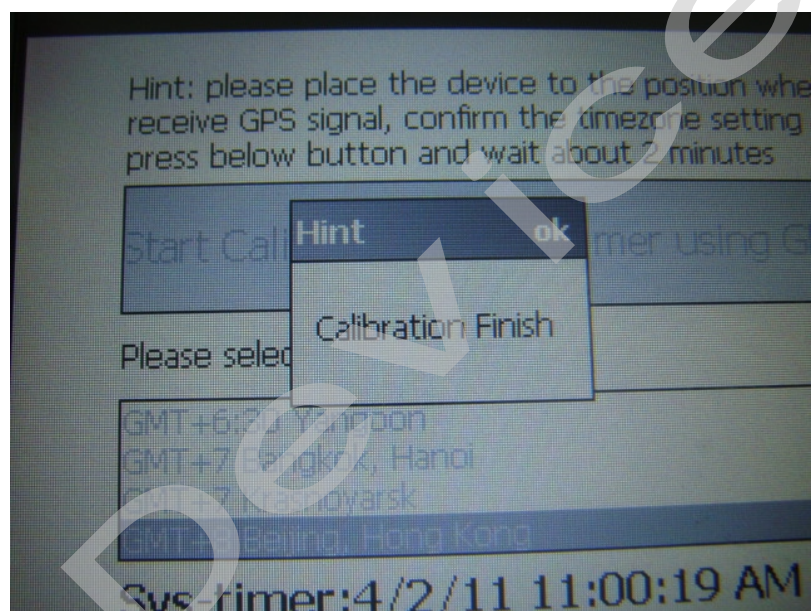 Hint: please place the device to the position whe
receive GPS signal, confirm the timezone setting
press below button and wait about 2 minutes
Start Cali
mer using G
Hint ok
Calibration Finish
Please selec
GMT+6:30 Yangoon
GMT+7 Bangkok, Hanoi
GMT+7 Krasnoyarsk
GMT+8 Beijing, Hong Kong
Sys-timer:4/2/11 11:00:19 AM
Device